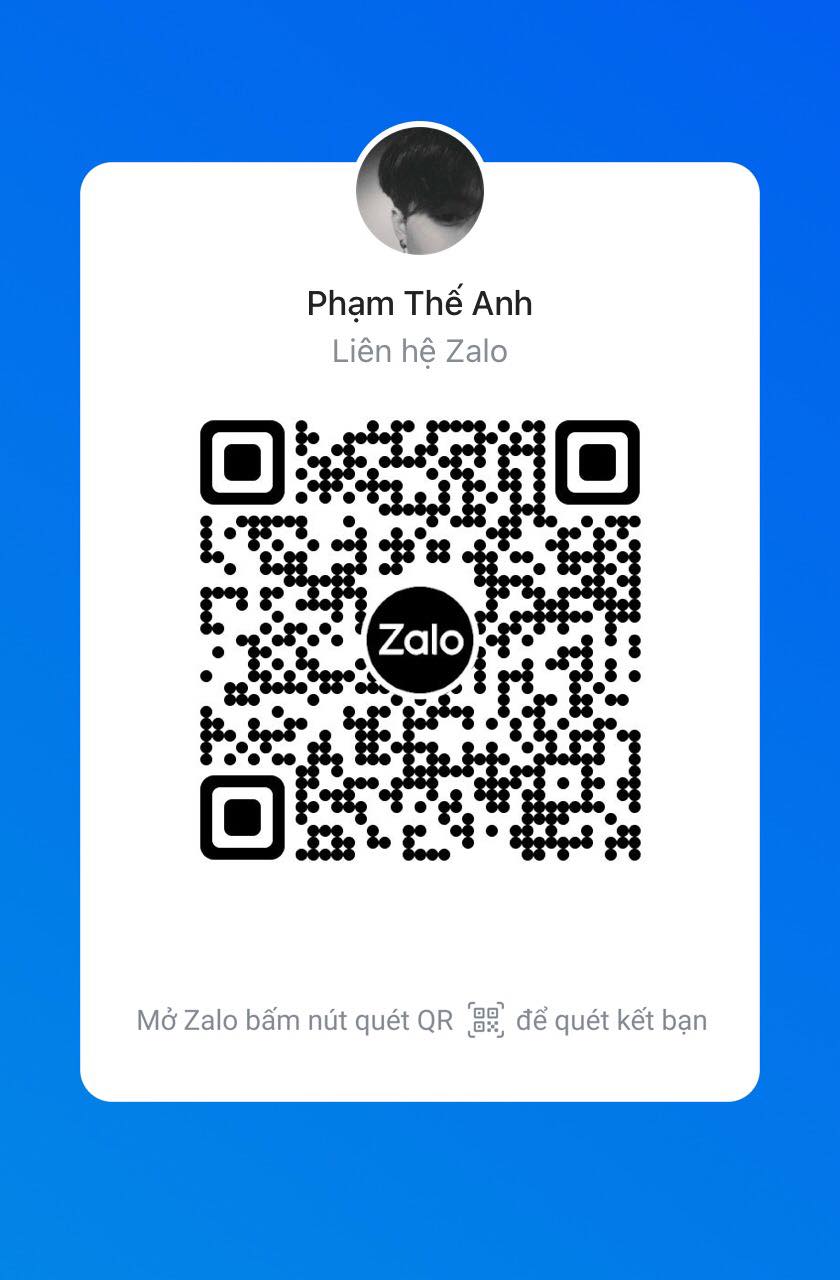 Phạm Thế Anh
Liên hệ Zalo
Zalo
Mở Zalo bấm nút quét QR để quét kết bạn